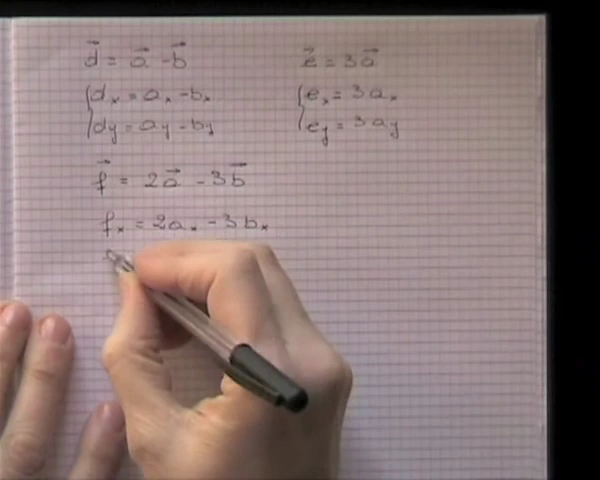 d⃗ = a⃗ - b⃗
{dₓ = aₓ - bₓ
dy = ay - by
e⃗ = 3a⃗
{eₓ = 3aₓ
ey = 3ay
f⃗ = 2a⃗ - 3b⃗
fₓ = 2aₓ - 3bₓ